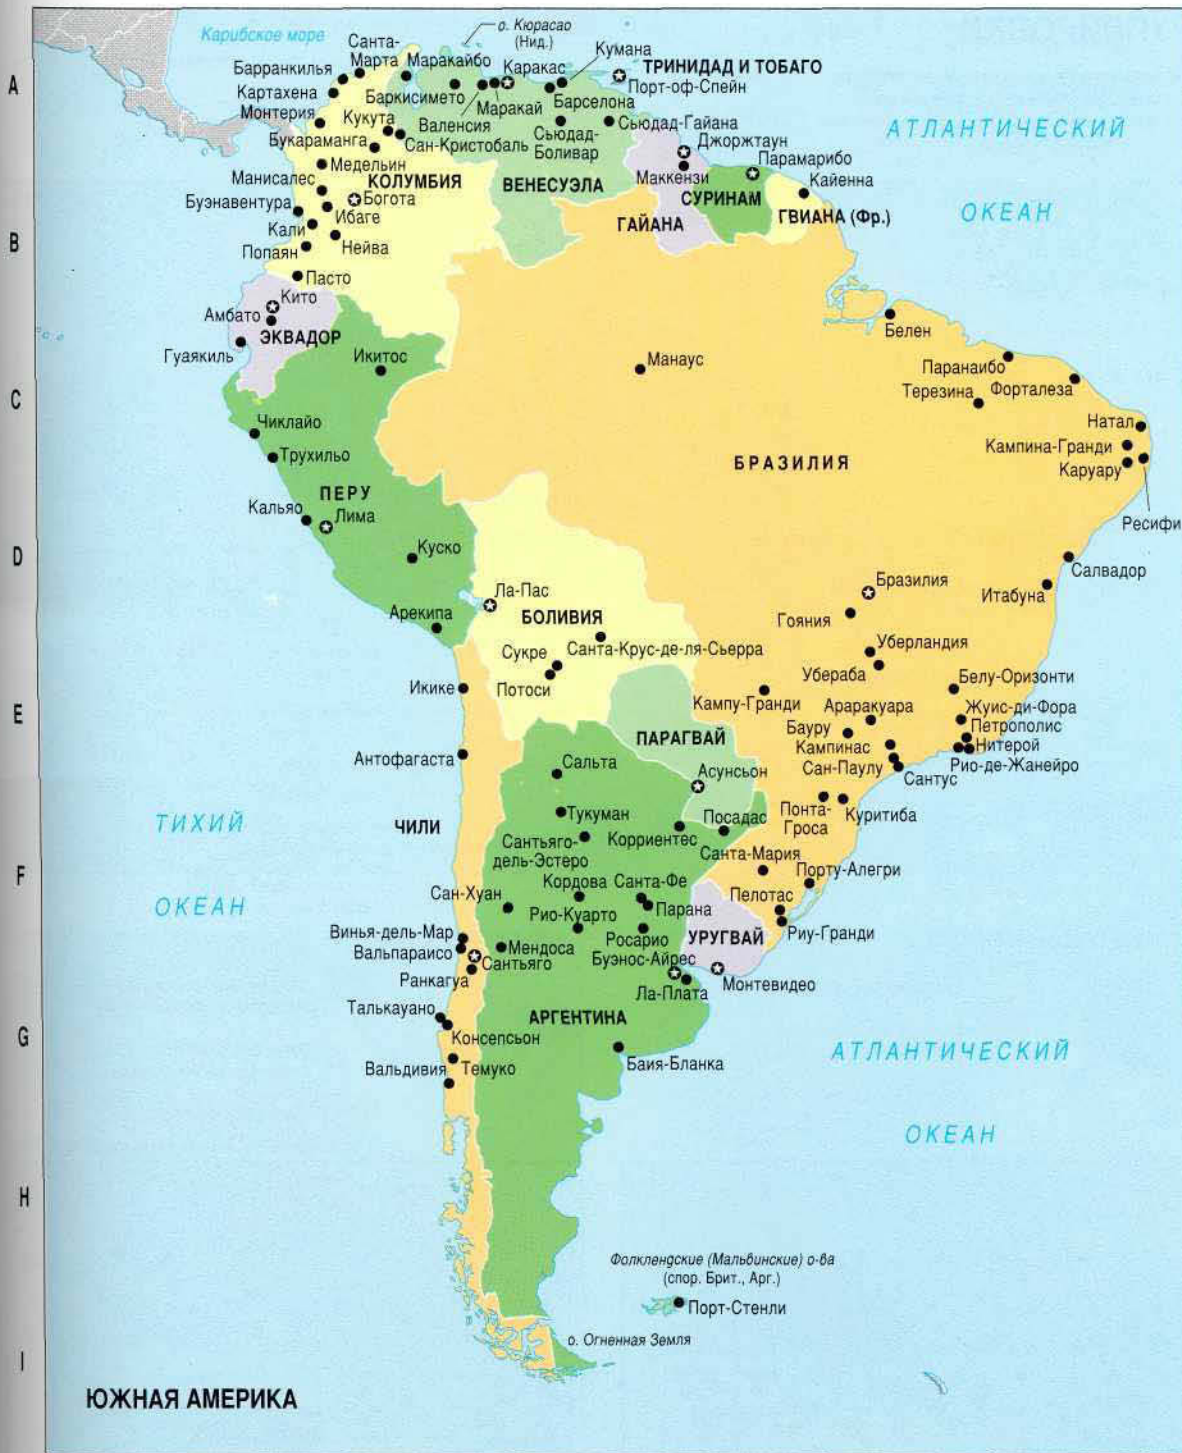 Карибское море
о. Кюрасао
(Нид.)
Санта-
Марта
Маракайбо
Каракас
Кумана
ТРИНИДАД И ТОБАГО
Порт-оф-Спейн
Барранкилья
A
Картахена
Баркисимето
Маракай
Барселона
Монтерия
Кукута
Валенсия
Сьюдад-
Боливар
Сьюдад-Гайана
АТЛАНТИЧЕСКИЙ
ОКЕАН
Букараманга
Сан-Кристобаль
Джоржтаун
Парамарибо
Медельин
Маккензи
Манисалес
КОЛУМБИЯ
ВЕНЕСУЭЛА
СУРИНАМ
Кайенна
Буэнавентура
Богота
Ибаге
ГАЙАНА
ГВИАНА (Фр.)
Кали
B
Попаян
Нейва
Пасто
Кито
Амбато
ЭКВАДОР
Белен
Гуаякиль
Икитос
Манаус
Паранаибо
Терезина
Форталеза
C
Чиклайо
Натал
Кампина-Гранди
Трухильо
БРАЗИЛИЯ
Каруару
ПЕРУ
Кальяо
Лима
Ресифи
D
Куско
Салвадор
Ла-Пас
Бразилия
Итабуна
Арекипа
БОЛИВИЯ
Гояния
Сукре
Санта-Крус-де-ля-Сьерра
Уберландия
Убераба
Икике
Потоси
Кампу-Гранди
Белу-Оризонти
E
Араракуара
Жуис-ди-Фора
Бауру
Петрополис
ПАРАГВАЙ
Кампинас
Нитерой
Антофагаста
Сальта
Асунсьон
Сан-Паулу
Сантус
Рио-де-Жанейро
ТИХИЙ
ОКЕАН
ЧИЛИ
Тукуман
Посадас
Понта-
Гроса
Куритиба
Сантьяго-
дель-Эстеро
Корриентес
Санта-Мария
F
Порту-Алегри
Сан-Хуан
Кордова
Санта-Фе
Пелотас
Рио-Куарто
Парана
Винья-дель-Мар
Вальпараисо
Мендоса
Росарио
УРУГВАЙ
Риу-Гранди
Сантьяго
Буэнос-Айрес
Ранкагуа
Ла-Плата
Монтевидео
Талькауано
АРГЕНТИНА
G
Консепсьон
АТЛАНТИЧЕСКИЙ
ОКЕАН
Вальдивия
Темуко
Баия-Бланка
H
Фолклендские (Мальвинские) о-ва
(спор. Брит., Арг.)
Порт-Стенли
о. Огненная Земля
I
ЮЖНАЯ АМЕРИКА